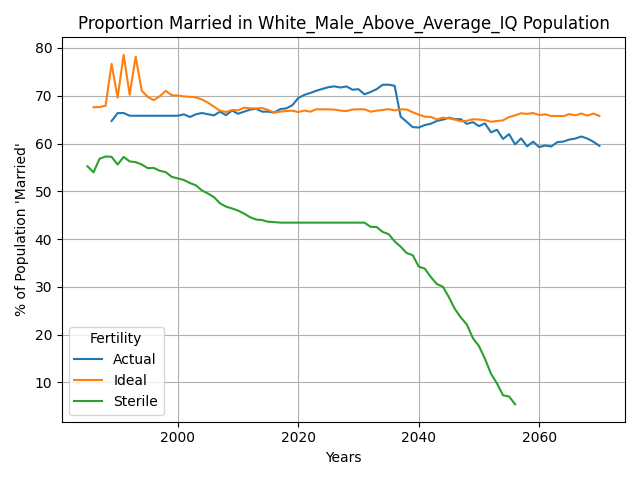 Proportion Married in White_Male_Above_Average_IQ Population
% of Population 'Married'
80
70
60
50
40
30
20
10
Fertility
Actual
Ideal
Sterile
2000
2020
2040
2060
Years